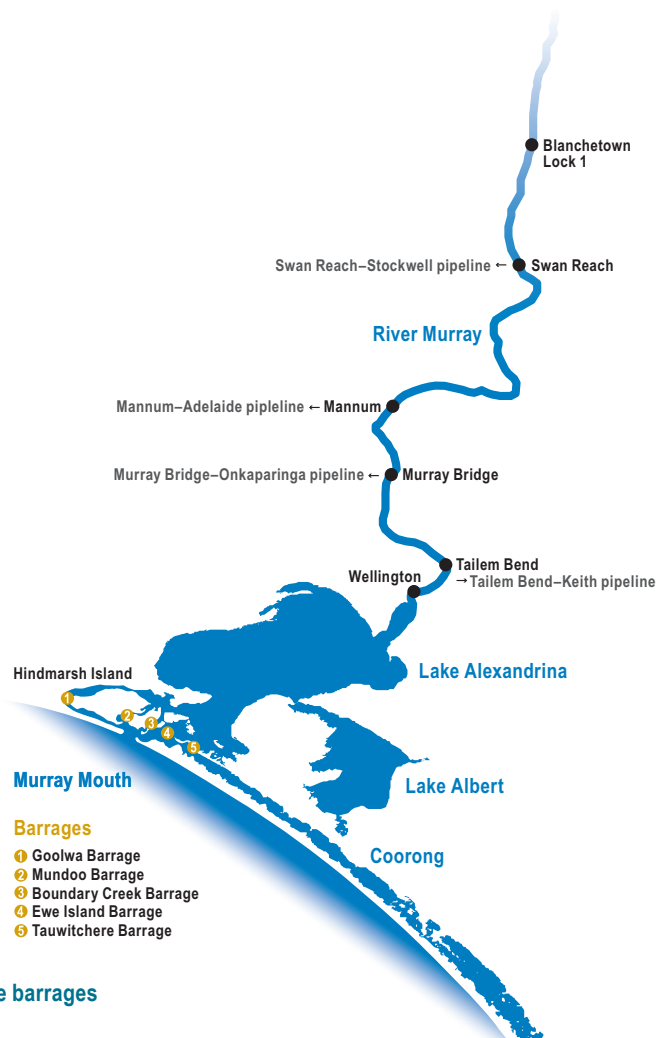 Blanchetown
Lock 1
Swan Reach–Stockwell pipeline ← Swan Reach
River Murray
Mannum–Adelaide pipleline ← Mannum
Murray Bridge–Onkaparinga pipeline ← Murray Bridge
Tailem Bend
→Tailem Bend–Keith pipeline
Wellington
Lake Alexandrina
Hindmarsh Island
1
2
3
4
5
Murray Mouth
Lake Albert
Coorong
Barrages
1 Goolwa Barrage
2 Mundoo Barrage
3 Boundary Creek Barrage
4 Ewe Island Barrage
5 Tauwitchere Barrage
e barrages